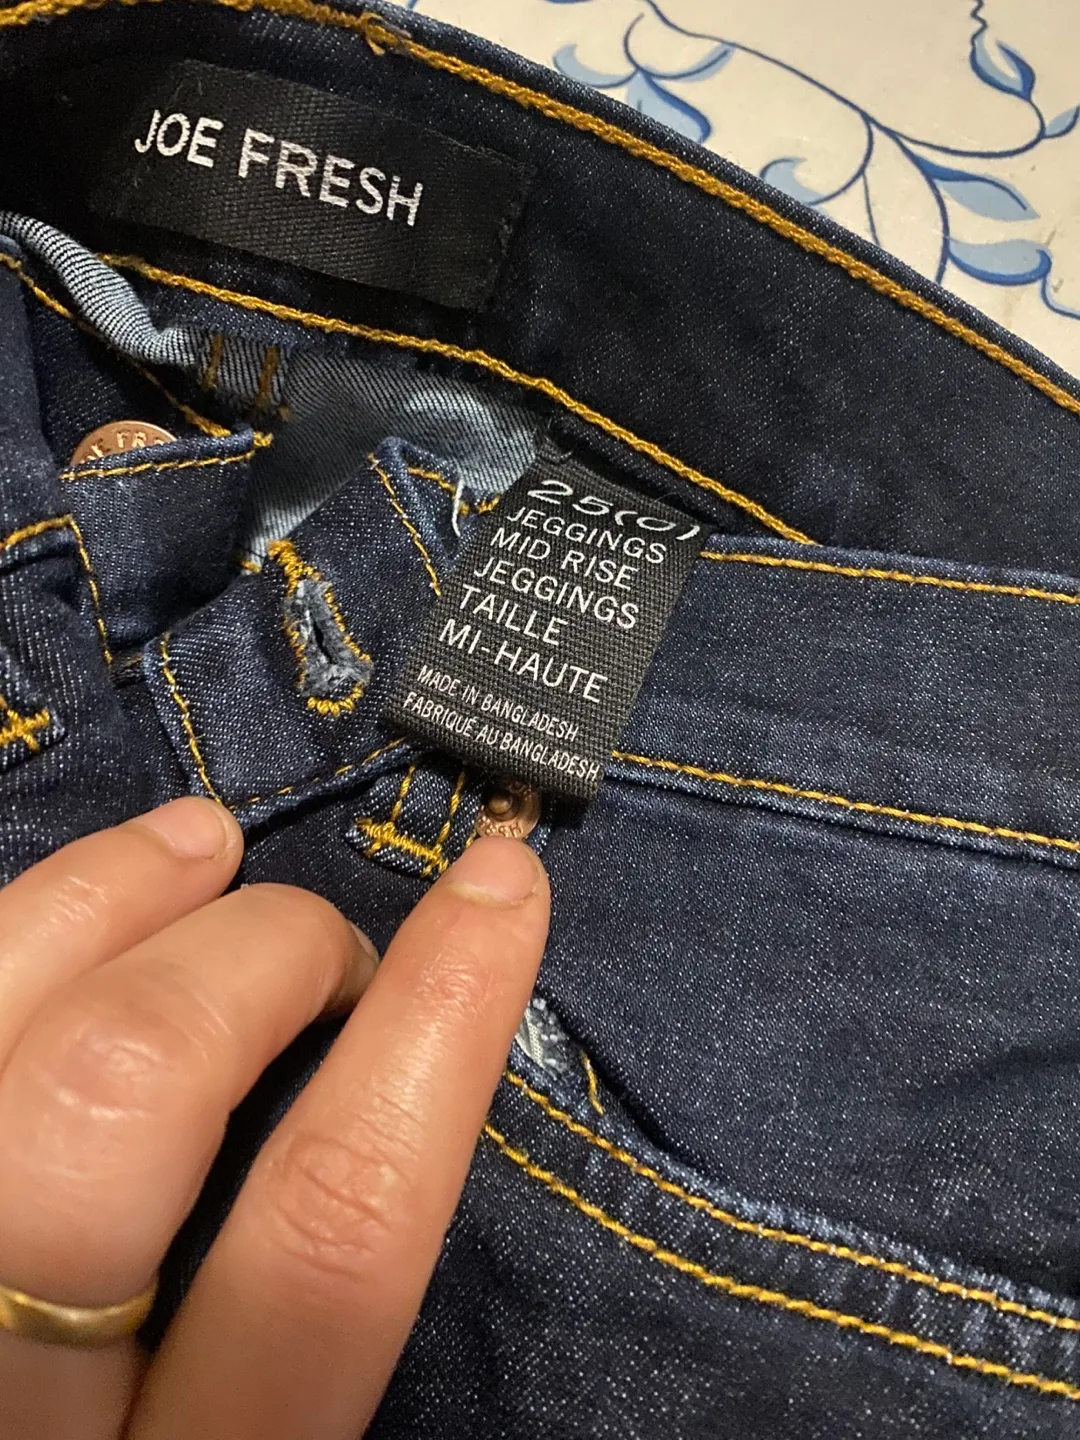 JOE FRESH
25(0)
JEGGINGS
MID RISE
JEGGINGS
TAILLE
MI-HAUTE
MADE IN BANGLADESH
FABRIQUÉ AU BANGLADESH